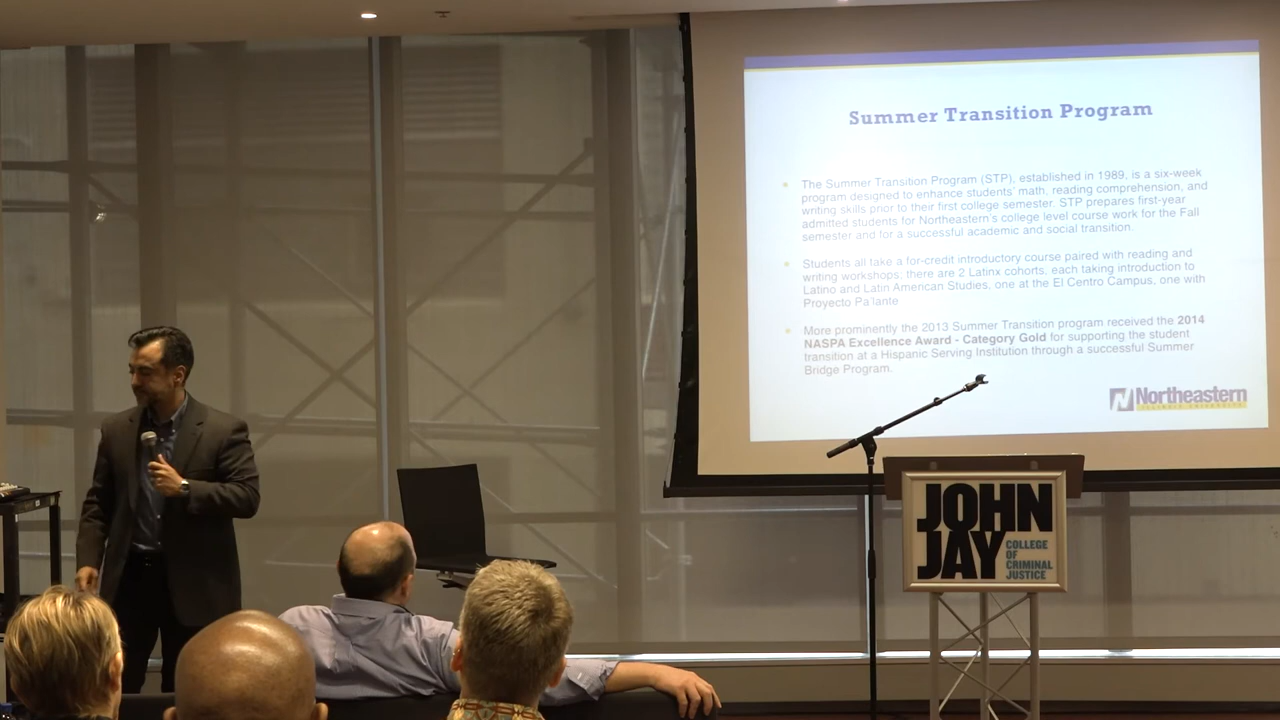 Summer Transition Program
The Summer Transition Program (STP), established in 1989, is a six-week
program designed to enhance students' math, reading comprehension, and
writing skills prior to their first college semester. STP prepares first-year
admitted students for Northeastern's college level course work for the Fall
semester and for a successful academic and social transition.
Students all take a for-credit introductory course paired with reading and
writing workshops; there are 2 Latinx cohorts, each taking introduction to
Latino and Latin American Studies, one at the El Centro Campus, one with
Proyecto Pa'lante
More prominently the 2013 Summer Transition program received the 2014
NASPA Excellence Award - Category Gold for supporting the student
transition at a Hispanic Serving Institution through a successful Summer
Bridge Program.
N Northeastern
ILLINOIS UNIVERSITY
JOHN
JAY
COLLEGE
OF
CRIMINAL
JUSTICE